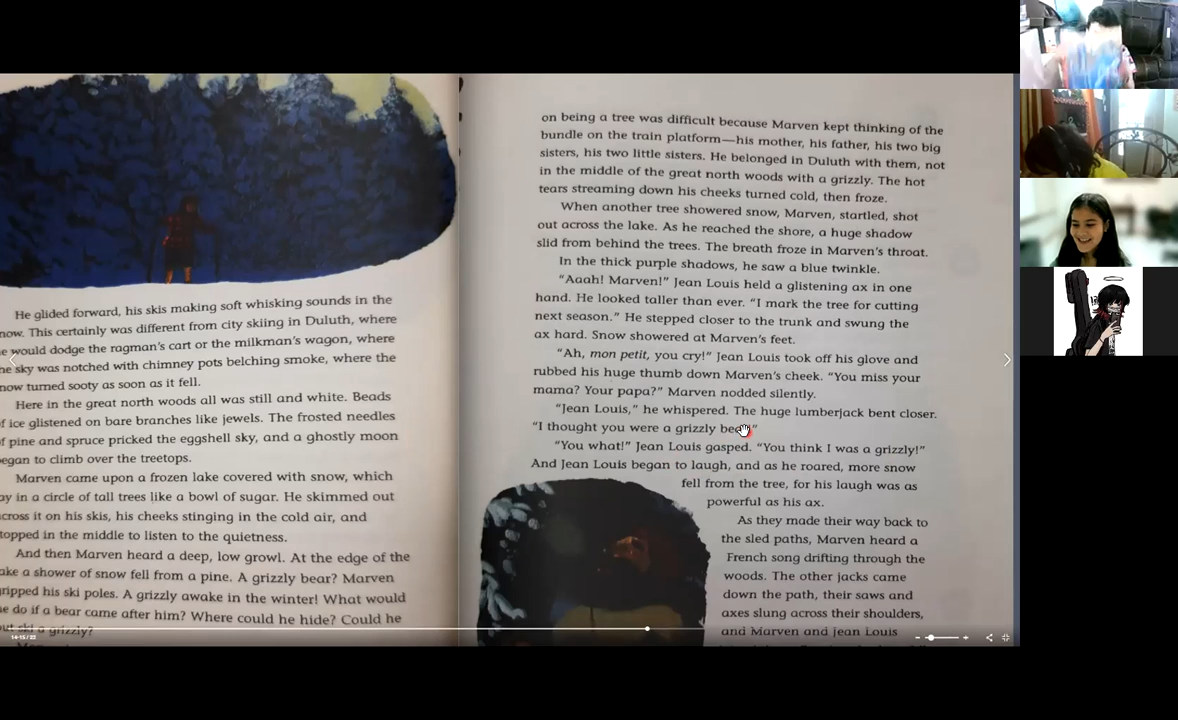 He glided forward, his skis making soft whisking sounds in the
now. This certainly was different from city skiing in Duluth, where
e would dodge the ragman's cart or the milkman's wagon, where
he sky was notched with chimney pots belching smoke, where the
now turned sooty as soon as it fell.
Here in the great north woods all was still and white. Beads
f ice glistened on bare branches like jewels. The frosted needles
f pine and spruce pricked the eggshell sky, and a ghostly moon
egan to climb over the treetops.
Marven came upon a frozen lake covered with snow, which
ay in a circle of tall trees like a bowl of sugar. He skimmed out
cross it on his skis, his cheeks stinging in the cold air, and
topped in the middle to listen to the quietness.
And then Marven heard a deep, low growl. At the edge of the
ake a shower of snow fell from a pine. A grizzly bear? Marven
gripped his ski poles. A grizzly awake in the winter! What would
e do if a bear came after him? Where could he hide? Could he
out ski a grizzly?
14-15 / 22
on being a tree was difficult because Marven kept thinking of the
bundle on the train platform—his mother, his father, his two big
sisters, his two little sisters. He belonged in Duluth with them, not
in the middle of the great north woods with a grizzly. The hot
tears streaming down his cheeks turned cold, then froze.
When another tree showered snow, Marven, startled, shot
out across the lake. As he reached the shore, a huge shadow
slid from behind the trees. The breath froze in Marven's throat.
In the thick purple shadows, he saw a blue twinkle.
"Aaah! Marven!" Jean Louis held a glistening ax in one
hand. He looked taller than ever. "I mark the tree for cutting
next season." He stepped closer to the trunk and swung the
ax hard. Snow showered at Marven's feet.
"Ah, mon petit, you cry!" Jean Louis took off his glove and
rubbed his huge thumb down Marven's cheek. "You miss your
mama? Your papa?" Marven nodded silently.
"Jean Louis," he whispered. The huge lumberjack bent closer.
"I thought you were a grizzly bear!"
"You what!" Jean Louis gasped. "You think I was a grizzly!"
And Jean Louis began to laugh, and as he roared, more snow
fell from the tree, for his laugh was as
powerful as his ax.
As they made their way back to
the sled paths, Marven heard a
French song drifting through the
woods. The other jacks came
down the path, their saws and
axes slung across their shoulders,
and Marven and Jean Louis